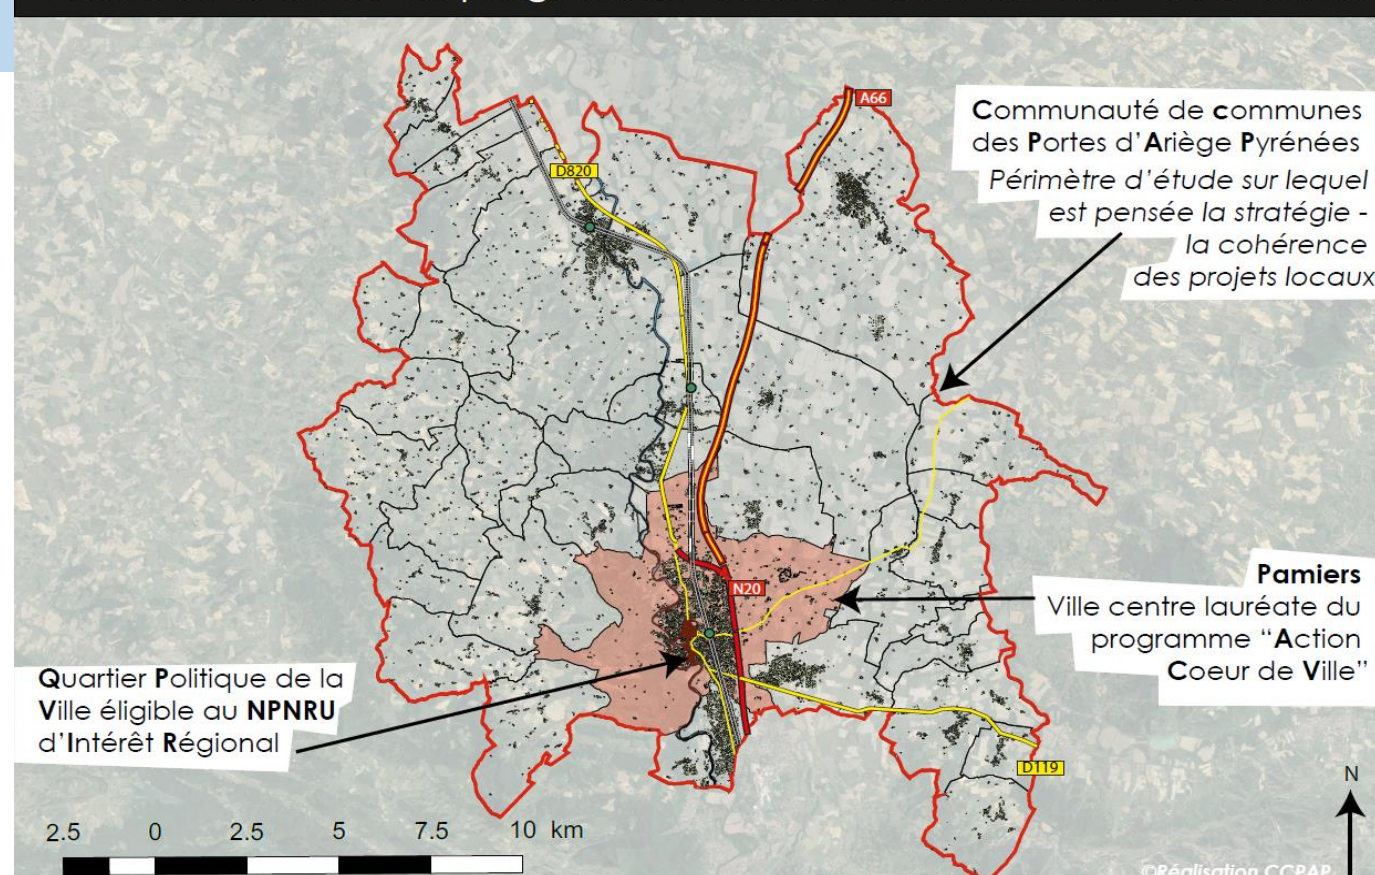 A66
Communauté de communes
des Portes d'Ariège Pyrénées
Périmètre d'étude sur lequel
est pensée la stratégie -
la cohérence
des projets locaux
D820
N20
Pamiers
Ville centre lauréate du
programme "Action
Coeur de Ville"
Quartier Politique de la
Ville éligible au NPNRU
d'Intérêt Régional
D119
N
2.5 0 2.5 5 7.5 10 km
©Réalisation CCPAP